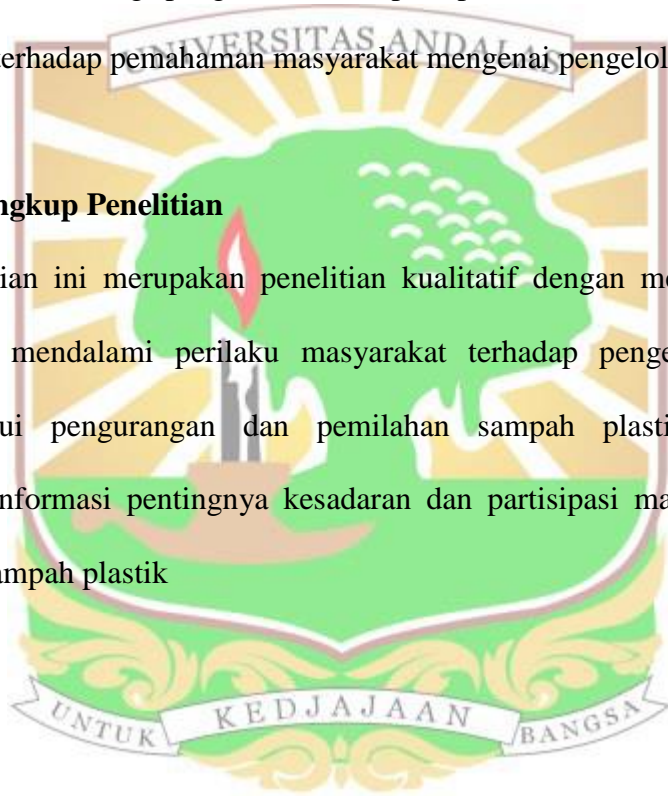 UNIVERSITAS ANDALAS
erhadap pemahaman masyarakat mengenai pengelol
ngkup Penelitian
ian ini merupakan penelitian kualitatif dengan m
mendalami perilaku masyarakat terhadap penge
ui pengurangan dan pemilahan sampah plasti
nformasi pentingnya kesadaran dan partisipasi ma
ampah plastik
UNTUK KEDJAJAAN BANGSA